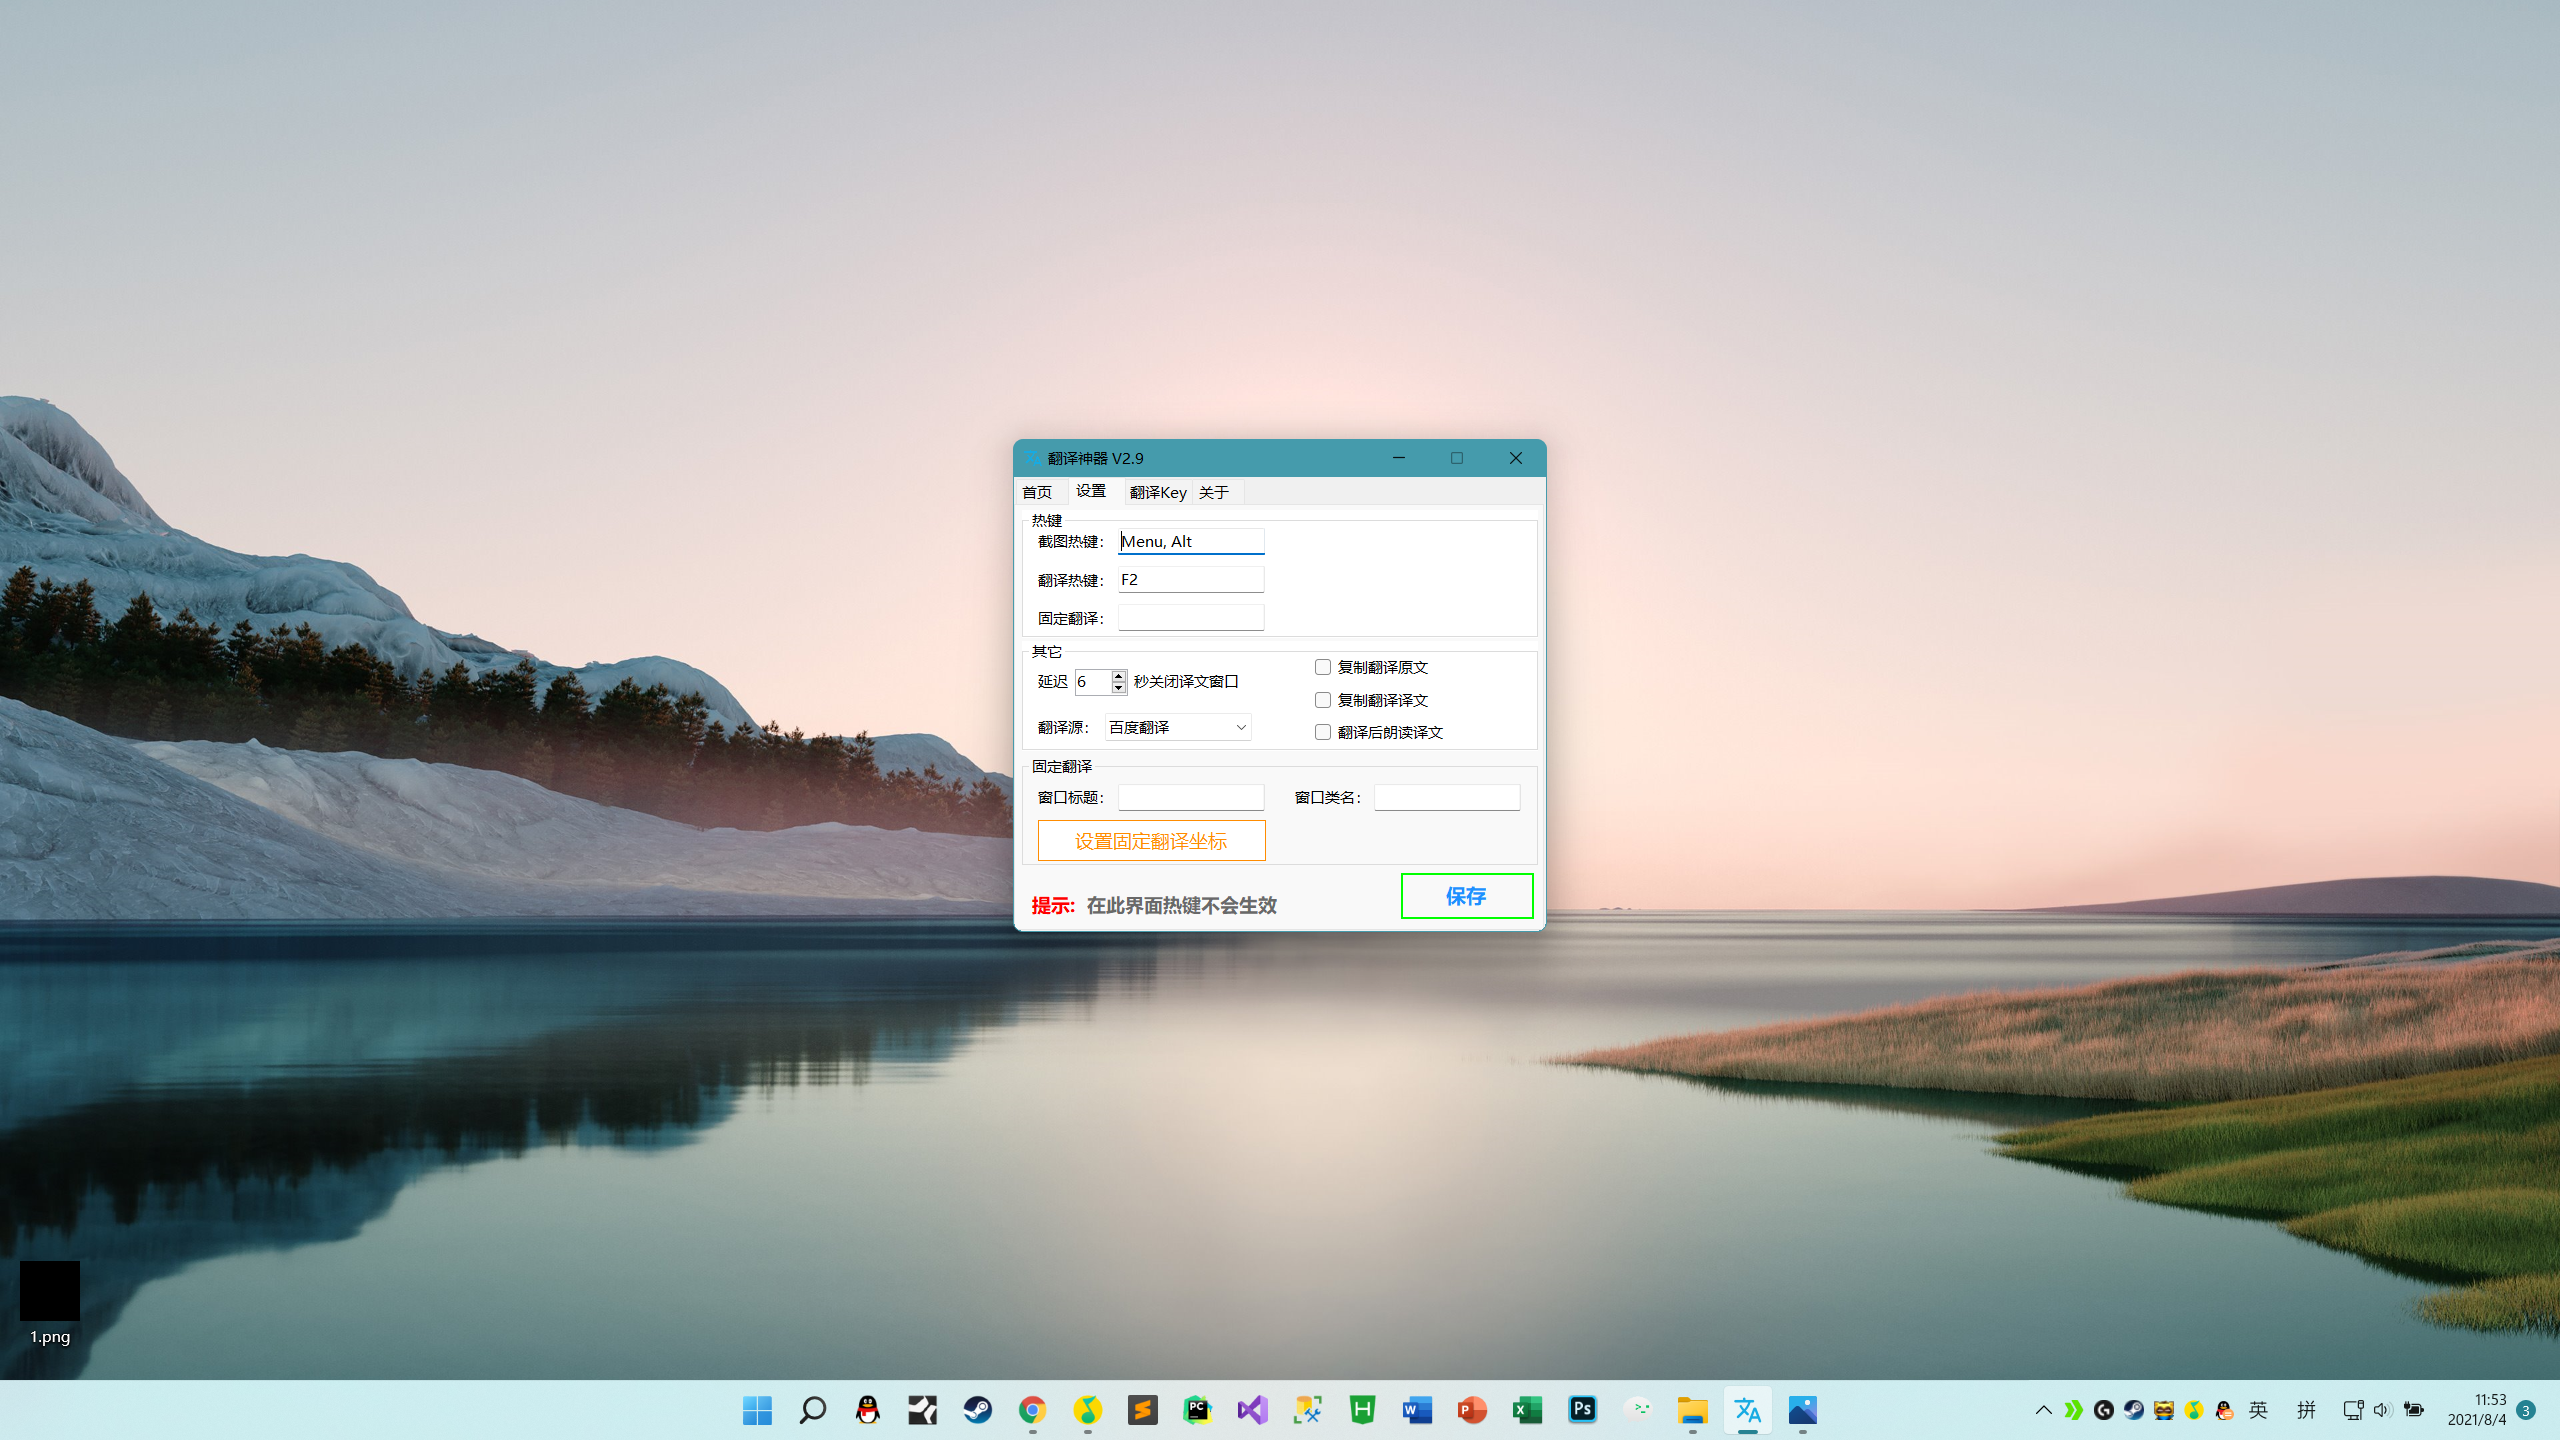 翻译神器 V2.9
首页 设置 翻译Key 关于
热键
截图热键： Menu, Alt
翻译热键： F2
固定翻译：
其它
延迟 6 秒关闭译文窗口
复制翻译原文
复制翻译译文
翻译源： 百度翻译
翻译后朗读译文
固定翻译
窗口标题： 窗口类名：
设置固定翻译坐标
提示: 在此界面热键不会生效
保存
1.png
PC
H
W
P
X
Ps
英 拼
11:53
2021/8/4
3